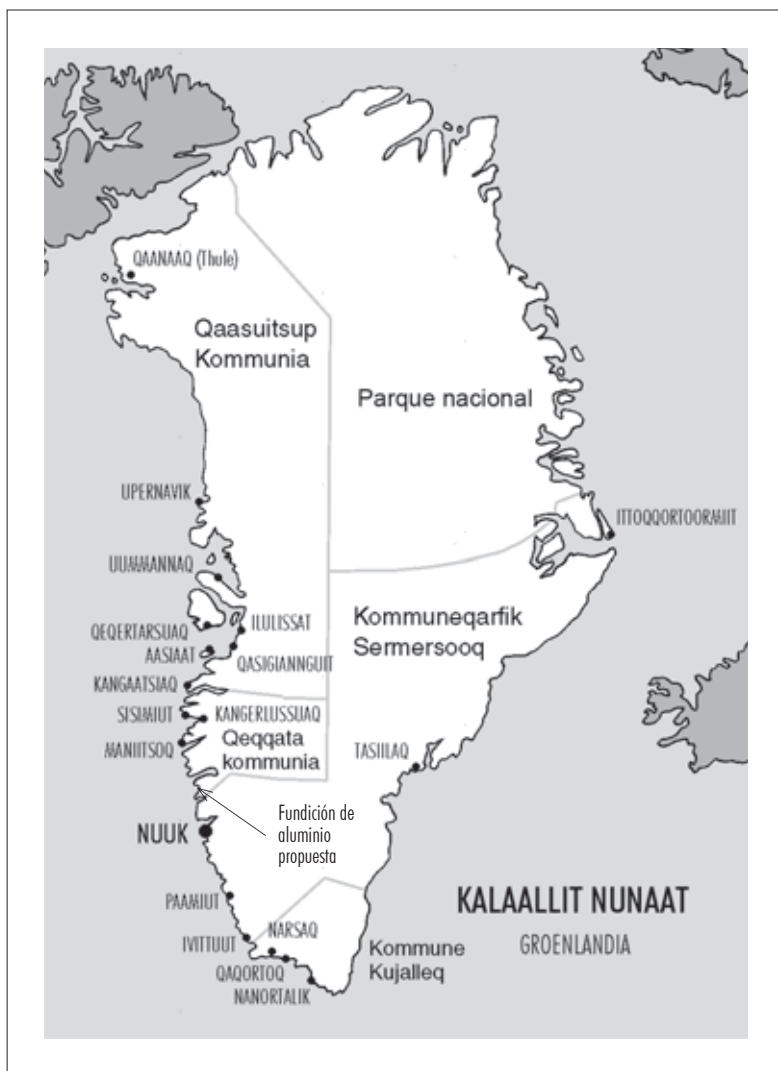 QAANAAQ (Thule)
Qaasuitsup
Kommunia
Parque nacional
UPERNAVIK
ITTOQQORTOORMIIT
UUMMANNAQ
Kommuneqarfik
Sermersooq
ILULISSAT
QEQERTARSUAQ
AASIAAT
QASIGIANNGUIT
KANGAATSIAQ
SISIMIUT
KANGERLUSSUAQ
Qeqqata
kommunia
MANIITSOQ
TASIILAQ
Fundición de
aluminio
propuesta
NUUK
KALAALLIT NUNAAT
GROENLANDIA
PAAMIUT
NARSAQ
IVITTUUT
Kommune
Kujalleq
QAQORTOQ
NANORTALIK